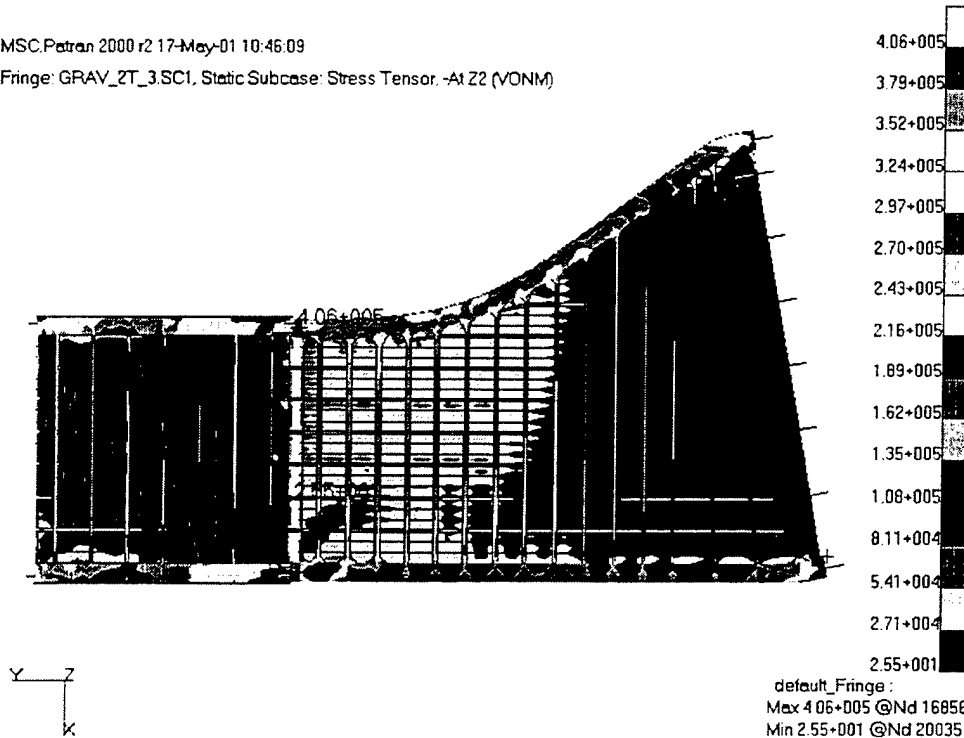 MSC.Patran 2000 r2 17-May-01 10:46:09
Fringe: GRAV_2T_3.SC1, Static Subcase: Stress Tensor, -At Z2 (VONM)
4.06+005
3.79+005
3.52+005
3.24+005
2.97+005
2.70+005
2.43+005
2.16+005
1.89+005
1.62+005
1.35+005
1.08+005
8.11+004
5.41+004
2.71+004
2.55+001
4.06+005
Y Z
X
default_Fringe :
Max 4.06+005 @Nd 16856
Min 2.55+001 @Nd 20035